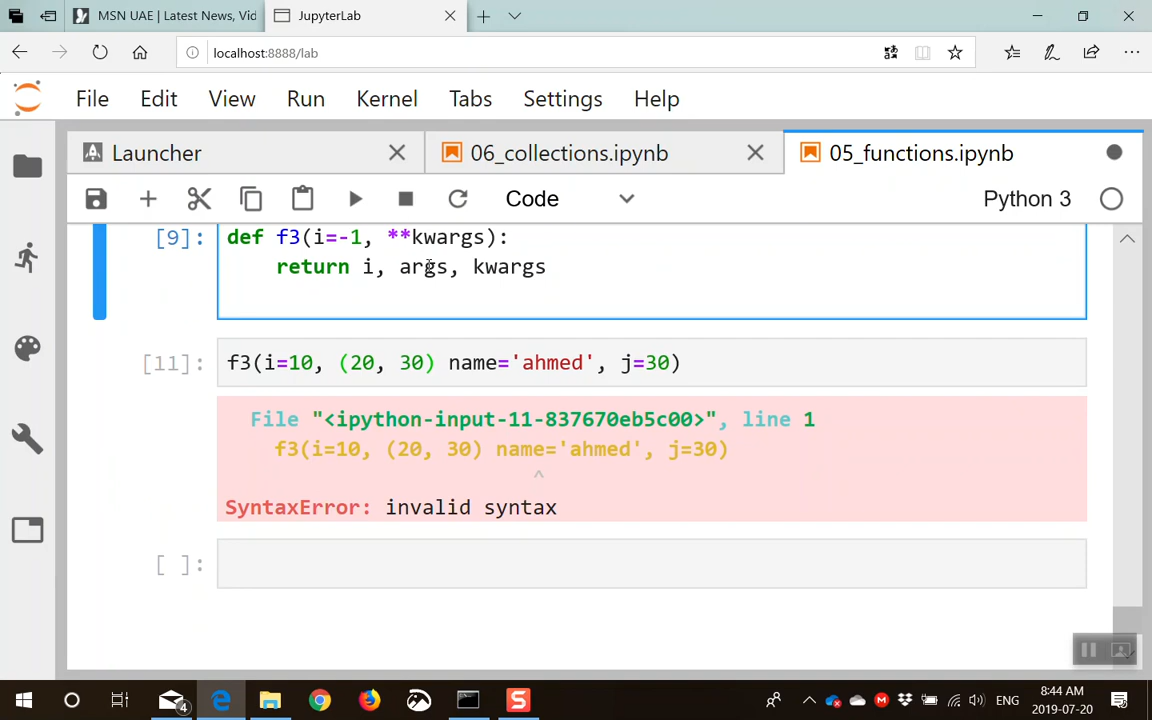 MSN UAE | Latest News, Vid
JupyterLab
localhost:8888/lab
File Edit View Run Kernel Tabs Settings Help
Launcher
06_collections.ipynb
05_functions.ipynb
Code
Python 3
[9]: def f3(i=-1, **kwargs):
return i, args, kwargs
[11]: f3(i=10, (20, 30) name='ahmed', j=30)
File "<ipython-input-11-837670eb5c00>", line 1
f3(i=10, (20, 30) name='ahmed', j=30)
^
SyntaxError: invalid syntax
[ ]:
4
ENG
8:44 AM
2019-07-20